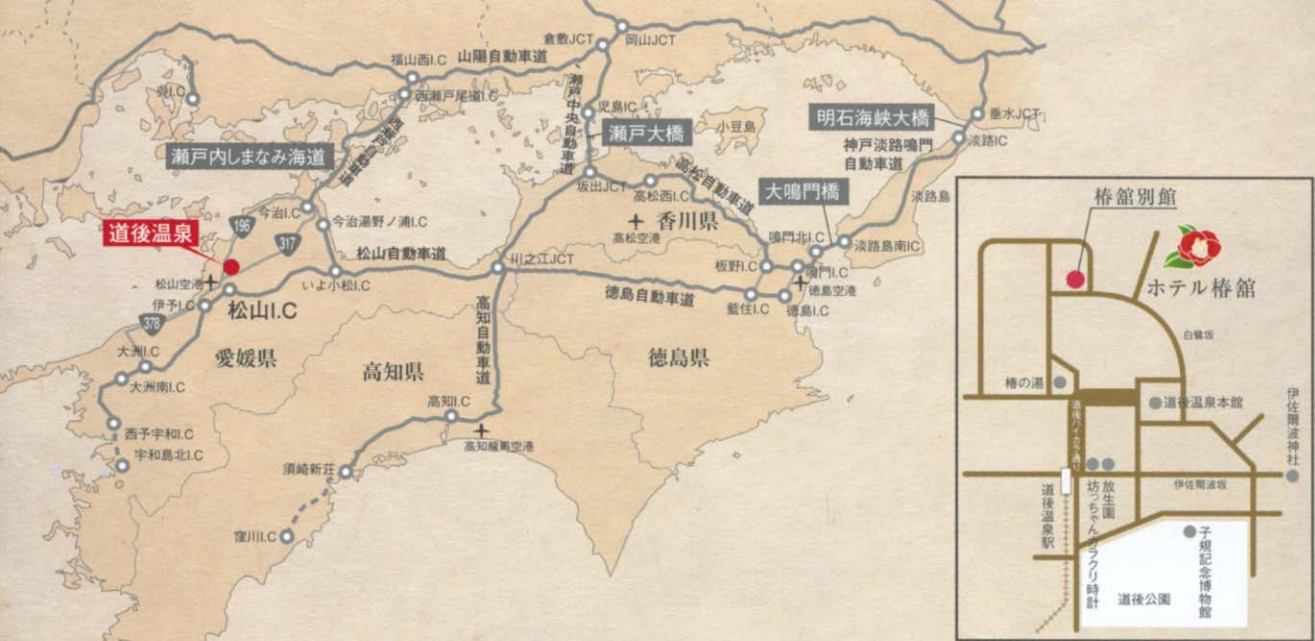 倉敷JCT
岡山JCT
福山西I.C
山陽自動車道
西瀬戸尾道I.C
瀬戸中央自動車道
児島IC
瀬戸大橋
小豆島
明石海峡大橋
垂水JCT
淡路IC
神戸淡路鳴門
自動車道
瀬戸内しまなみ海道
坂出JCT
高松西I.C
高松自動車道
大鳴門橋
淡路島
今治I.C
今治湯野ノ浦I.C
196
317
道後温泉
香川県
高松空港
鳴門北I.C
淡路島南IC
松山自動車道
川之江JCT
板野I.C
鳴門I.C
徳島空港
松山空港
いよ小松I.C
徳島自動車道
藍住I.C
徳島I.C
伊予I.C
松山I.C
378
大洲I.C
愛媛県
高知県
高知自動車道
徳島県
大洲南I.C
高知I.C
西予宇和I.C
高知龍馬空港
宇和島北I.C
須崎新荘
窪川I.C
椿舘別館
ホテル椿舘
白鷺坂
椿の湯
道後温泉本館
道後ハイカラ通り
伊佐爾波神社
伊佐爾波坂
放生園
坊っちゃんカラクリ時計
道後温泉駅
子規記念博物館
道後公園